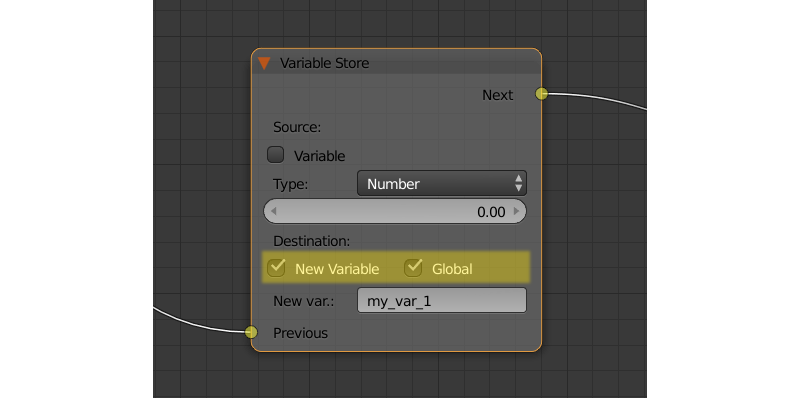 Variable Store
Next
Source:
Variable
Type: Number
0.00
Destination:
New Variable Global
New var.: my_var_1
Previous